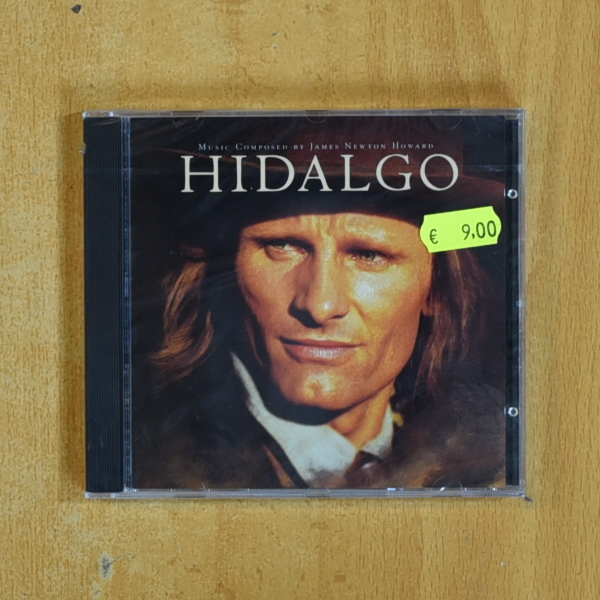 Music Composed by James Newton Howard
HIDALGO
€ 9,00